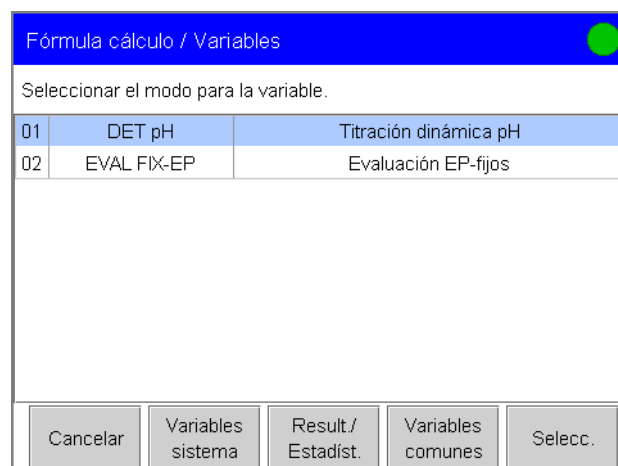 Fórmula cálculo / Variables
Seleccionar el modo para la variable.
01 DET pH Titración dinámica pH
02 EVAL FIX-EP Evaluación EP-fijos
Cancelar Variables sistema Result./ Estadíst. Variables comunes Selecc.